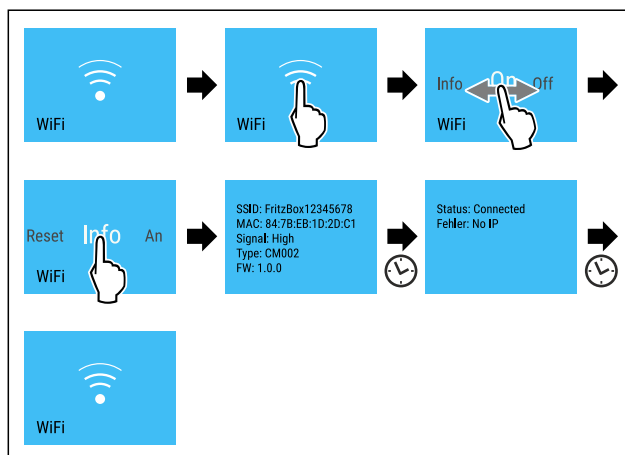 WiFi
WiFi
Info On Off
WiFi
Reset Info An
WiFi
SSID: FritzBox12345678
MAC: 84:7B:EB:1D:2D:C1
Signal: High
Type: CM002
FW: 1.0.0
Status: Connected
Fehler: No IP
WiFi